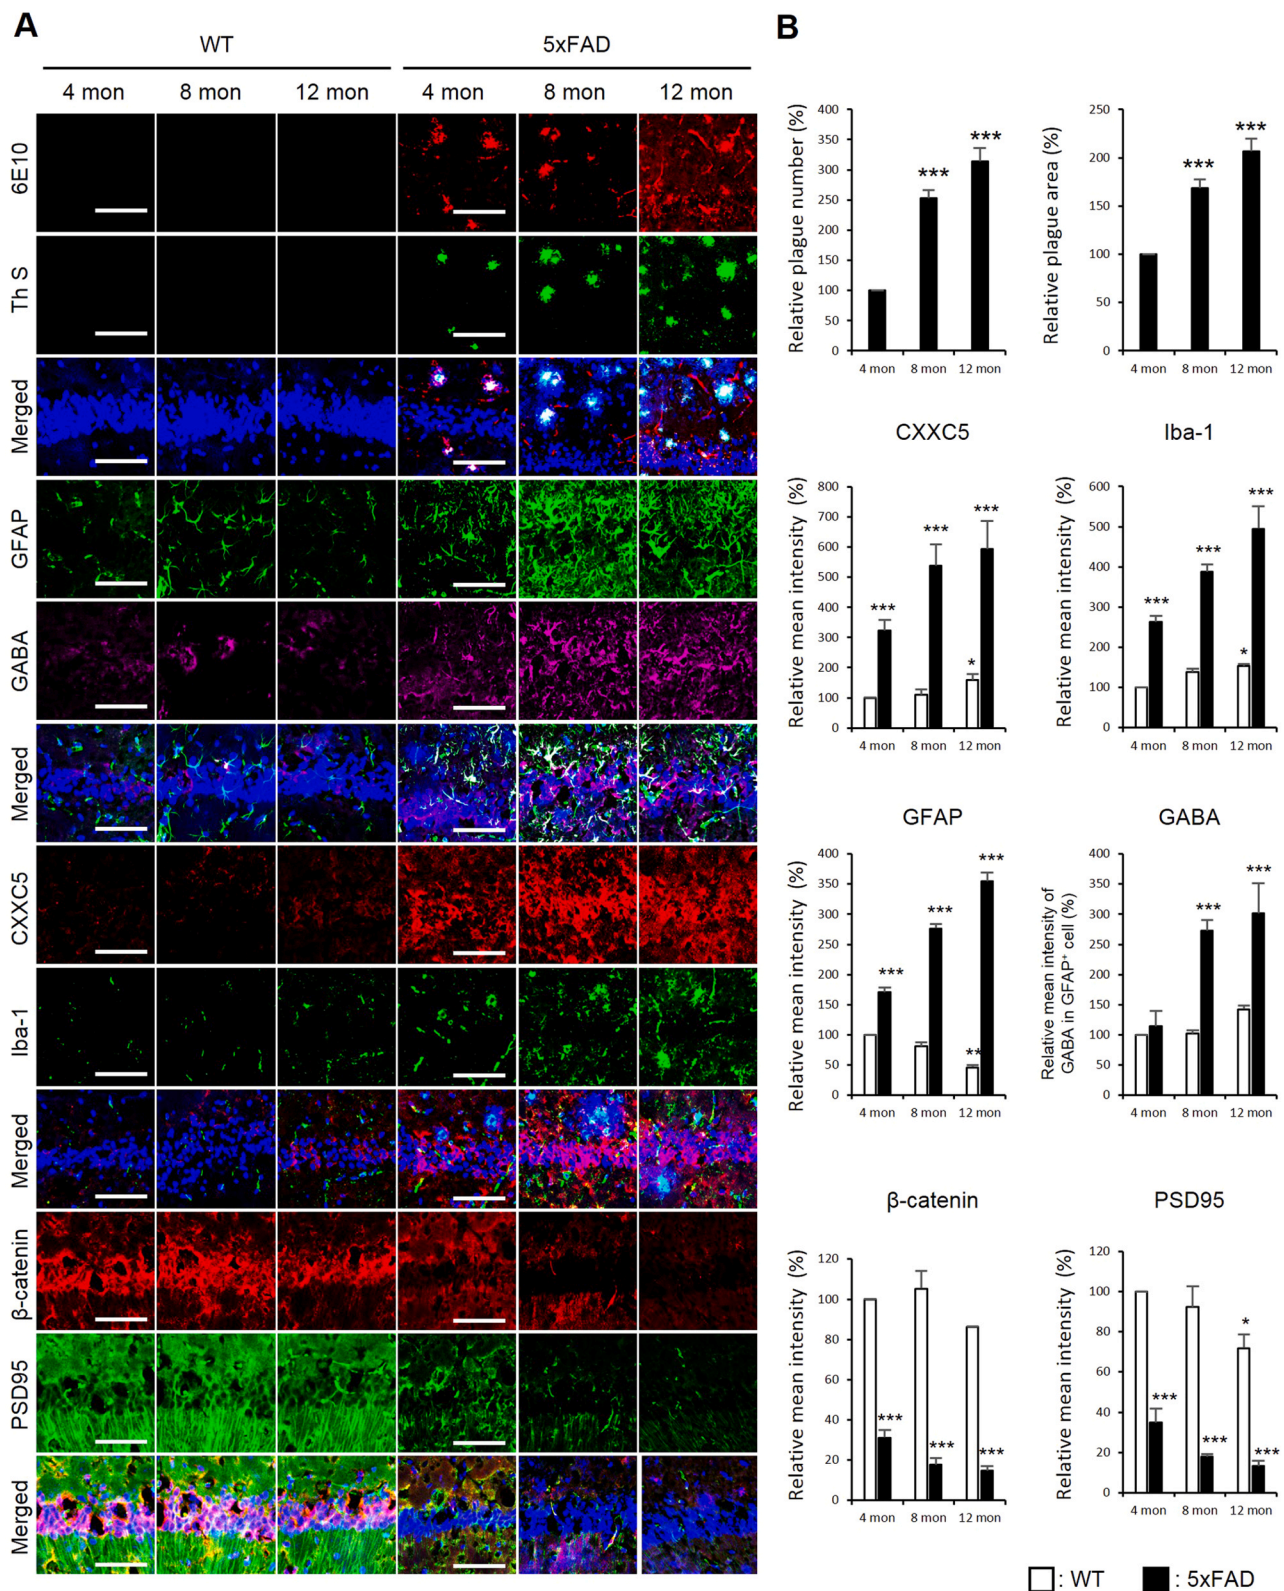 A
WT 5xFAD
4 mon 8 mon 12 mon 4 mon 8 mon 12 mon
6E10
Th S
Merged
GFAP
GABA
Merged
CXXC5
Iba-1
Merged
β-catenin
PSD95
Merged
B
Relative plague number (%)
400
350
300
250
200
150
100
50
0
***
***
4 mon 8 mon 12 mon
Relative plague area (%)
250
200
150
100
50
0
***
***
4 mon 8 mon 12 mon
CXXC5
Relative mean intensity (%)
800
700
600
500
400
300
200
100
0
***
***
*
***
4 mon 8 mon 12 mon
Iba-1
Relative mean intensity (%)
600
500
400
300
200
100
0
***
***
*
***
4 mon 8 mon 12 mon
GFAP
Relative mean intensity (%)
400
350
300
250
200
150
100
50
0
***
***
**
***
4 mon 8 mon 12 mon
GABA
Relative mean intensity of
GABA in GFAP⁺ cell (%)
400
350
300
250
200
150
100
50
0
***
***
4 mon 8 mon 12 mon
β-catenin
Relative mean intensity (%)
120
100
80
60
40
20
0
***
***
***
4 mon 8 mon 12 mon
PSD95
Relative mean intensity (%)
120
100
80
60
40
20
0
***
***
*
***
4 mon 8 mon 12 mon
: WT : 5xFAD